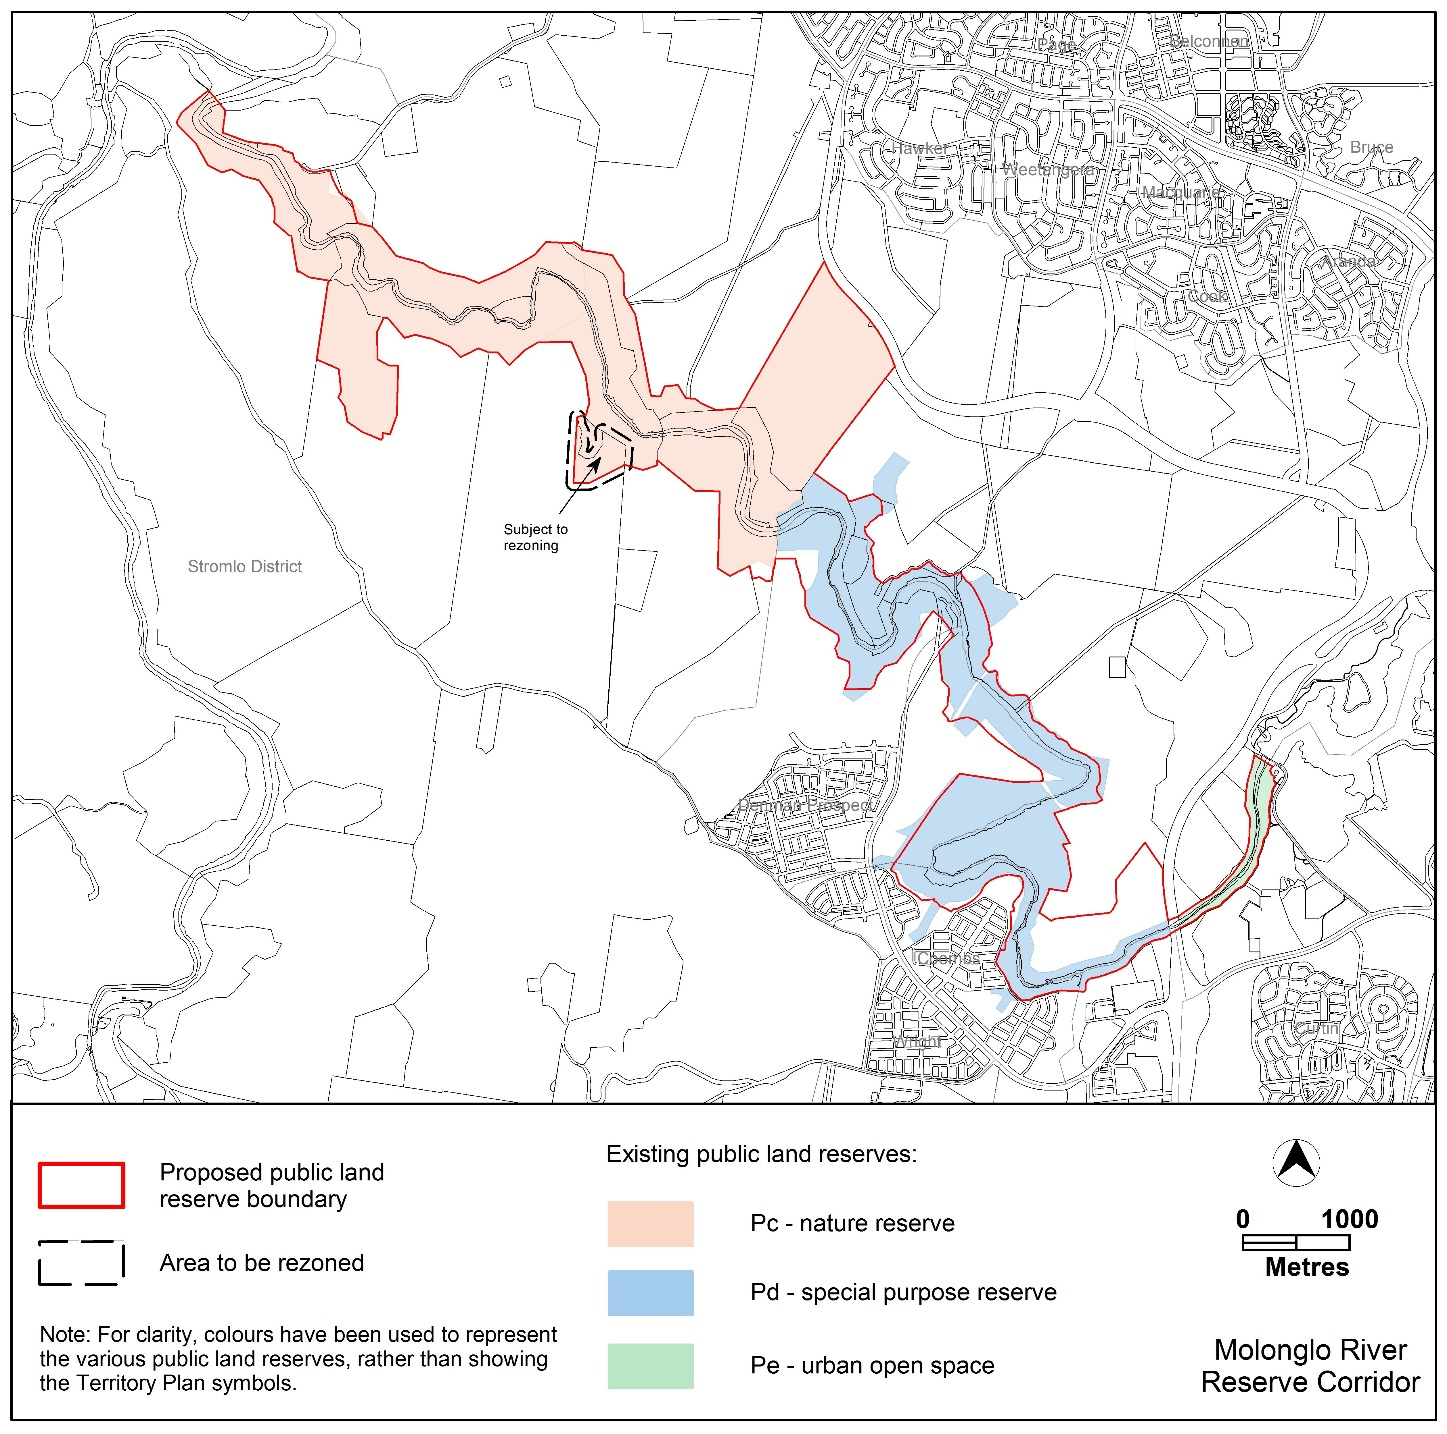 Page
Belconnen
Hawker
Weetangera
Macquarie
Bruce
Aranda
Cook
Subject to
rezoning
Stromlo District
Denman Prospect
Coombs
Wright
Curtin
Proposed public land
reserve boundary
Area to be rezoned
Note: For clarity, colours have been used to represent
the various public land reserves, rather than showing
the Territory Plan symbols.
Existing public land reserves:
Pc - nature reserve
Pd - special purpose reserve
Pe - urban open space
0 1000
Metres
Molonglo River
Reserve Corridor